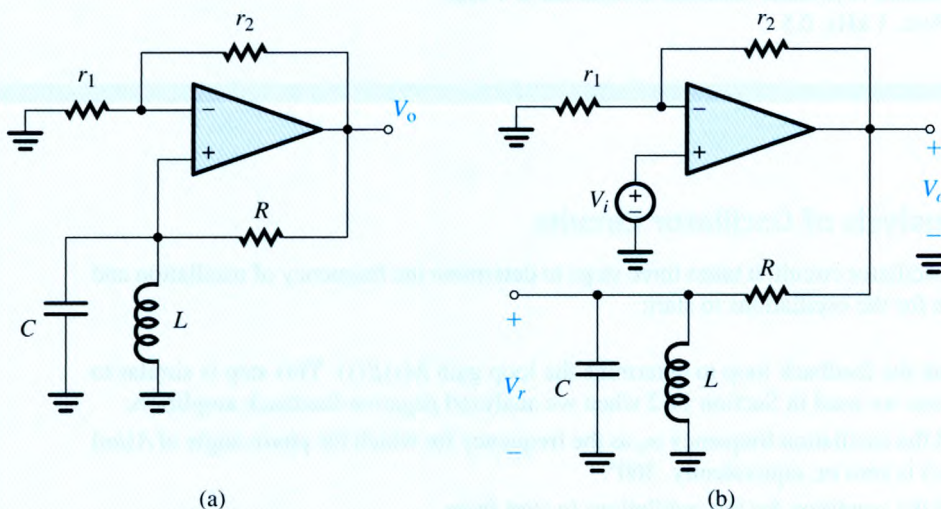 r₂
r₁
−
+
Vₒ
R
C
L
(a)
r₂
r₁
−
+
Vᵢ
+
−
+
−
R
+
Vᵣ
−
C
L
(b)